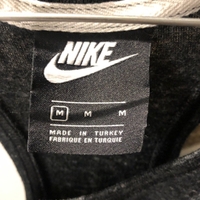 NIKE
M M M
MADE IN TURKEY
FABRIQUE EN TURQUIE